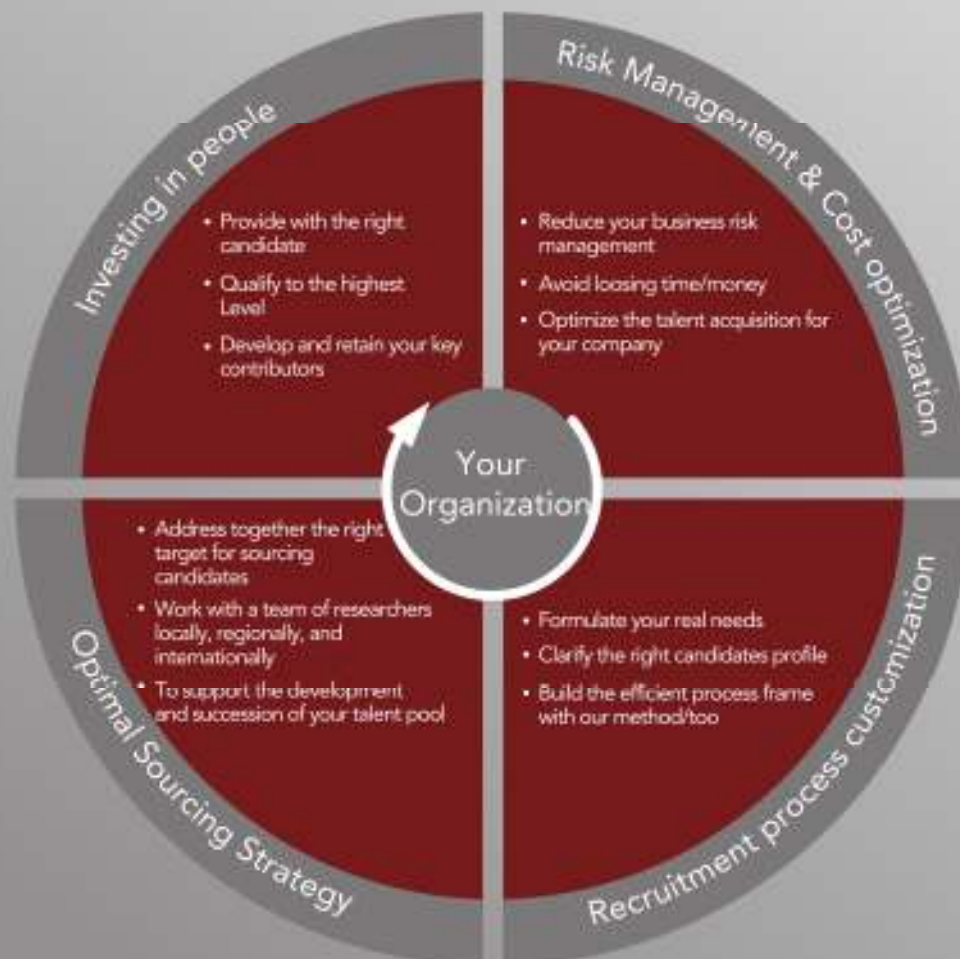 Investing in people
• Provide with the right
candidate
• Qualify to the highest
Level
• Develop and retain your key
contributors
Risk Management & Cost optimization
• Reduce your business risk
management
• Avoid loosing time/money
• Optimize the talent acquisition for
your company
Your
Organization
Optimal Sourcing Strategy
• Address together the right
target for sourcing
candidates
• Work with a team of researchers
locally, regionally, and
internationally
• To support the development
and succession of your talent pool
Recruitment process customization
• Formulate your real needs
• Clarify the right candidates profile
• Build the efficient process frame
with our method/too